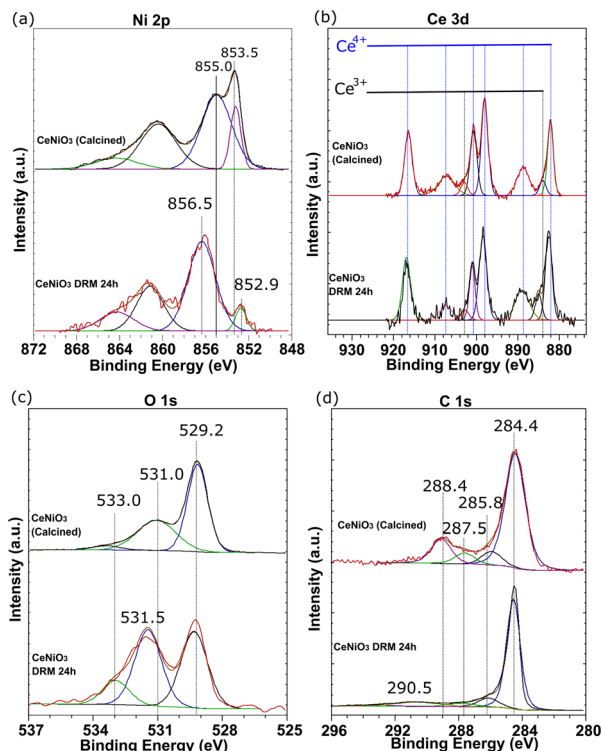 (a)
Ni 2p
853.5
855.0
CeNiO₃ (Calcined)
856.5
852.9
CeNiO₃ DRM 24h
Intensity (a.u.)
872 868 864 860 856 852 848
Binding Energy (eV)
(b)
Ce 3d
Ce⁴⁺
Ce³⁺
CeNiO₃
(Calcined)
CeNiO₃
DRM 24h
Intensity (a.u.)
930 920 910 900 890 880
Binding Energy (eV)
(c)
O 1s
529.2
531.0
533.0
CeNiO₃
(Calcined)
531.5
CeNiO₃
DRM 24h
Intensity (a.u.)
537 533 529 525
Binding Energy (eV)
(d)
C 1s
284.4
288.4
285.8
287.5
CeNiO₃ (Calcined)
CeNiO₃ DRM 24h
290.5
Intensity (a.u.)
296 292 288 284 280
Binding Energy (eV)